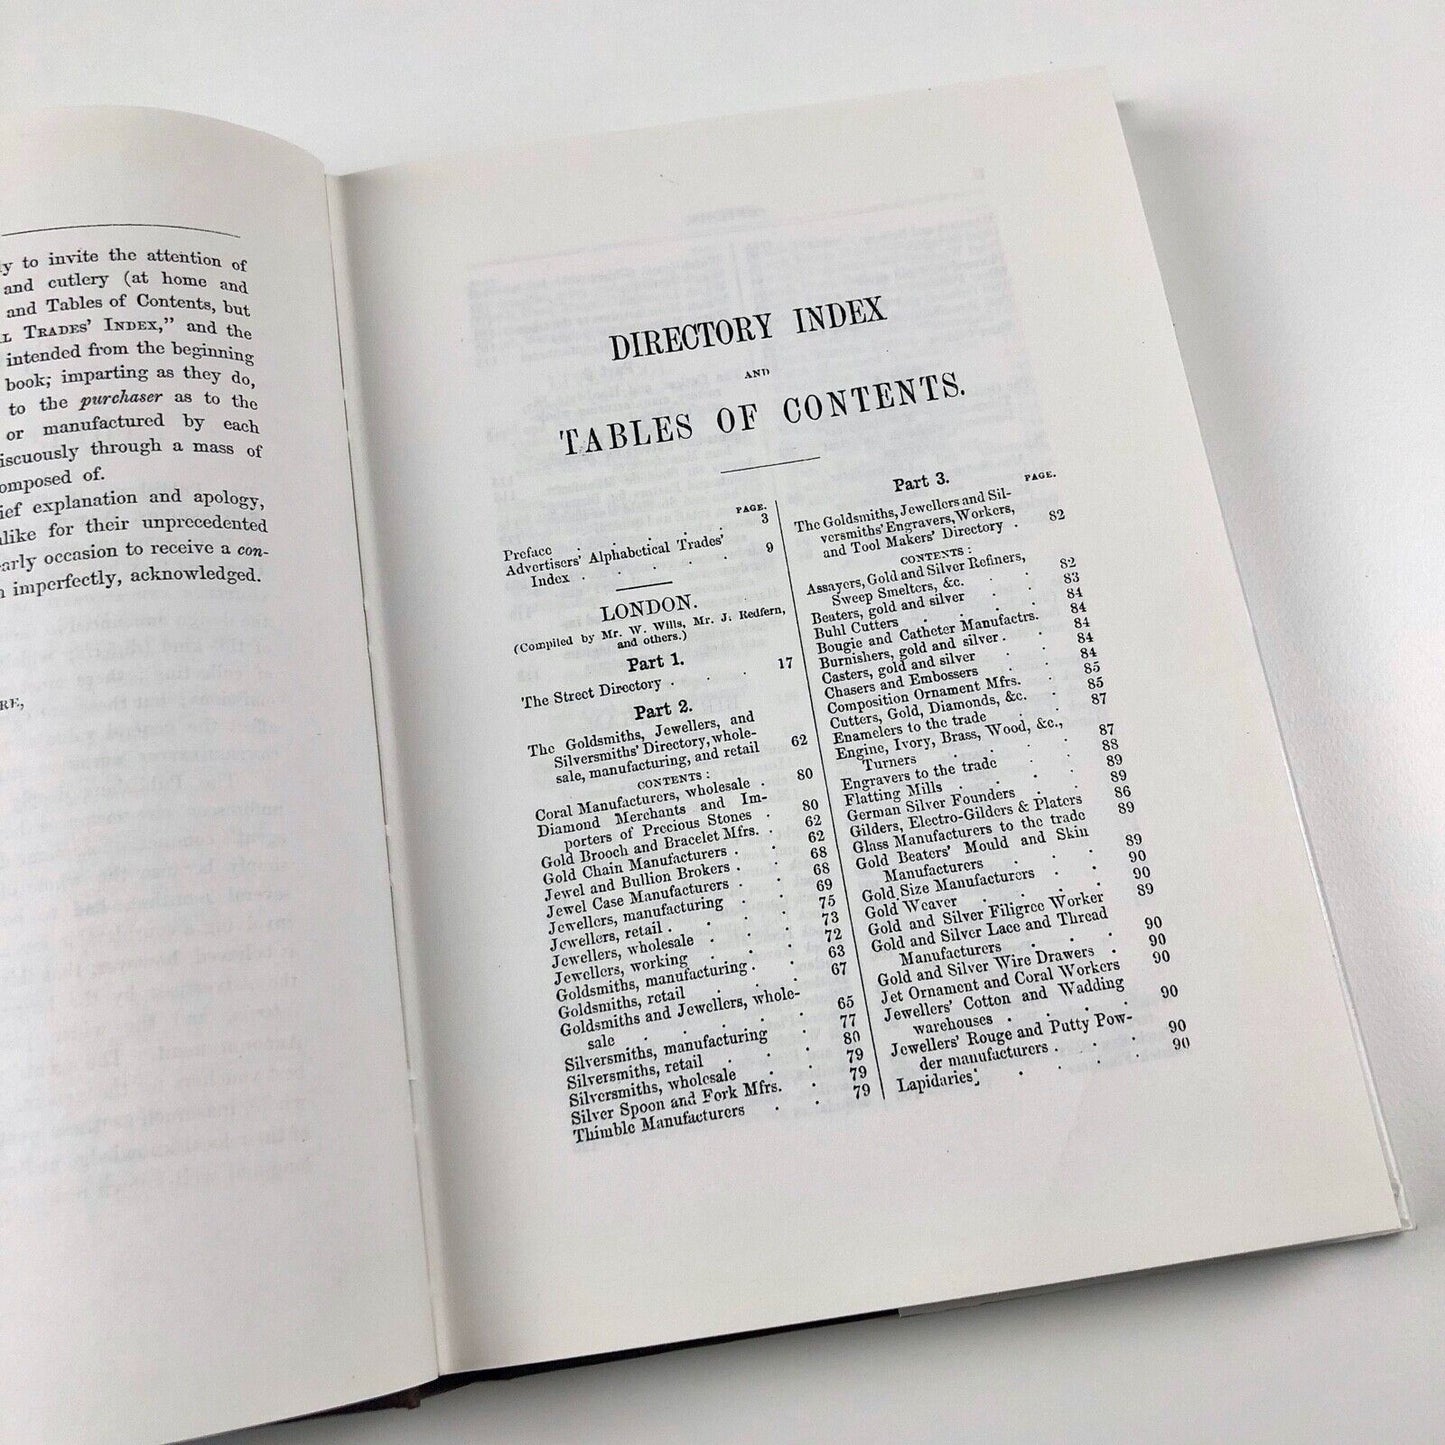 ly to invite the attention of
and cutlery (at home and
and Tables of Contents, but
TRADES' INDEX," and the
intended from the beginning
book; imparting as they do,
to the purchaser as to the
or manufactured by each
iscuously through a mass of
omposed of.
ief explanation and apology,
alike for their unprecedented
early occasion to receive a con-
imperfectly, acknowledged.
RE,
DIRECTORY INDEX
AND
TABLES OF CONTENTS.
PAGE.
Preface . . . . . 3
Advertisers' Alphabetical Trades'
Index . . . . . 9
LONDON.
(Compiled by Mr. W. Wills, Mr. J. Redfern,
and others.)
Part 1.
The Street Directory . . . . 17
Part 2.
The Goldsmiths, Jewellers, and
Silversmiths' Directory, whole-
sale, manufacturing, and retail 62
CONTENTS:
Coral Manufacturers, wholesale . 80
Diamond Merchants and Im-
porters of Precious Stones . 80
Gold Brooch and Bracelet Mfrs. . 62
Gold Chain Manufacturers . . 62
Jewel and Bullion Brokers . . 68
Jewel Case Manufacturers . . 68
Jewellers, manufacturing . . 69
Jewellers, retail . . . . 75
Jewellers, wholesale . . . 73
Jewellers, working . . . 72
Goldsmiths, manufacturing . . 63
Goldsmiths, retail . . . 67
Goldsmiths and Jewellers, whole-
sale . . . . . 65
Silversmiths, manufacturing . 77
Silversmiths, retail . . . 80
Silversmiths, wholesale . . 79
Silver Spoon and Fork Mfrs. . 79
Thimble Manufacturers . . 79
Part 3.
PAGE.
The Goldsmiths, Jewellers and Sil-
versmiths' Engravers, Workers,
and Tool Makers' Directory . 82
CONTENTS:
Assayers, Gold and Silver Refiners,
Sweep Smelters, &c. . . 82
Beaters, gold and silver . . 83
Buhl Cutters . . . . 84
Bougie and Catheter Manufactrs. 84
Burnishers, gold and silver . . 84
Casters, gold and silver . . 84
Chasers and Embossers . . 84
Composition Ornament Mfrs. . 85
Cutters, Gold, Diamonds, &c. . 85
Enamelers to the trade . . 87
Engine, Ivory, Brass, Wood, &c.,
Turners . . . . 87
Engravers to the trade . . 88
Flatting Mills . . . . 89
German Silver Founders . . 89
Gilders, Electro-Gilders & Platers 86
Glass Manufacturers to the trade 89
Gold Beaters' Mould and Skin
Manufacturers . . . 89
Gold Size Manufacturers . . 90
Gold Weaver . . . . 90
Gold and Silver Filigree Worker 89
Gold and Silver Lace and Thread
Manufacturers . . . 90
Gold and Silver Wire Drawers . 90
Jet Ornament and Coral Workers 90
Jewellers' Cotton and Wadding
warehouses . . . . 90
Jewellers' Rouge and Putty Pow-
der manufacturers . . . 90
Lapidaries . . . . 90